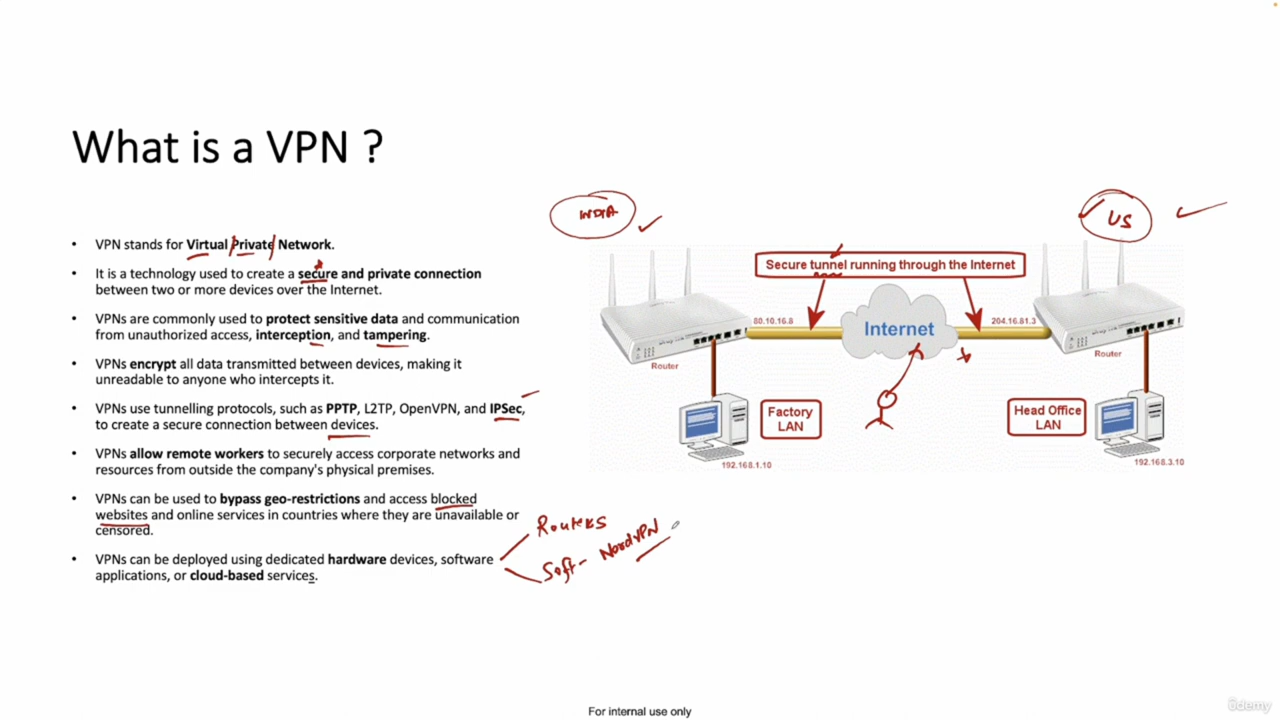 What is a VPN ?
• VPN stands for Virtual Private Network.
• It is a technology used to create a secure and private connection
between two or more devices over the Internet.
• VPNs are commonly used to protect sensitive data and communication
from unauthorized access, interception, and tampering.
• VPNs encrypt all data transmitted between devices, making it
unreadable to anyone who intercepts it.
• VPNs use tunnelling protocols, such as PPTP, L2TP, OpenVPN, and IPSec,
to create a secure connection between devices.
• VPNs allow remote workers to securely access corporate networks and
resources from outside the company's physical premises.
• VPNs can be used to bypass geo-restrictions and access blocked
websites and online services in countries where they are unavailable or
censored.
• VPNs can be deployed using dedicated hardware devices, software
applications, or cloud-based services.
Routers
Soft- NordVPN
INDIA
US
Secure tunnel running through the Internet
80.10.16.8
Internet
204.16.81.3
Router
Router
Factory
LAN
Head Office
LAN
192.168.1.10
192.168.3.10
For internal use only
ûdemy